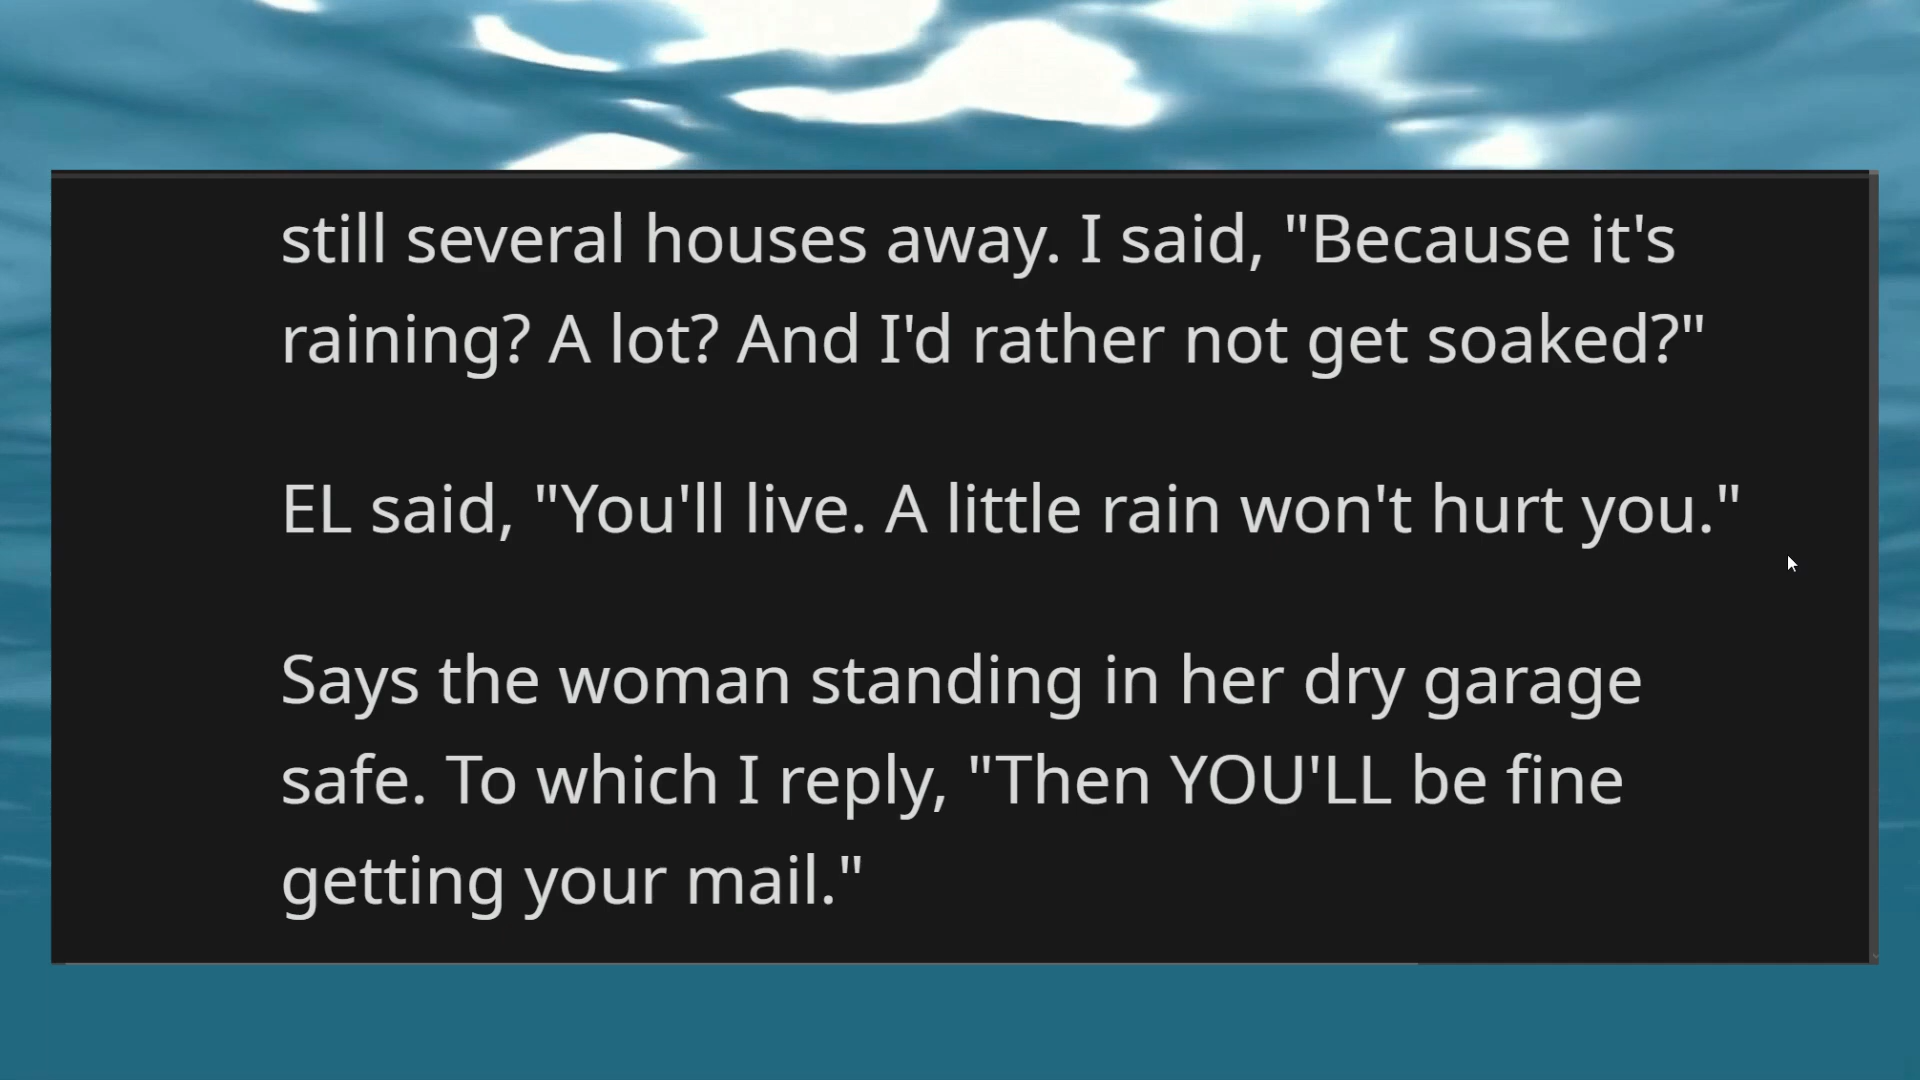 still several houses away. I said, "Because it's
raining? A lot? And I'd rather not get soaked?"
EL said, "You'll live. A little rain won't hurt you."
Says the woman standing in her dry garage
safe. To which I reply, "Then YOU'LL be fine
getting your mail."